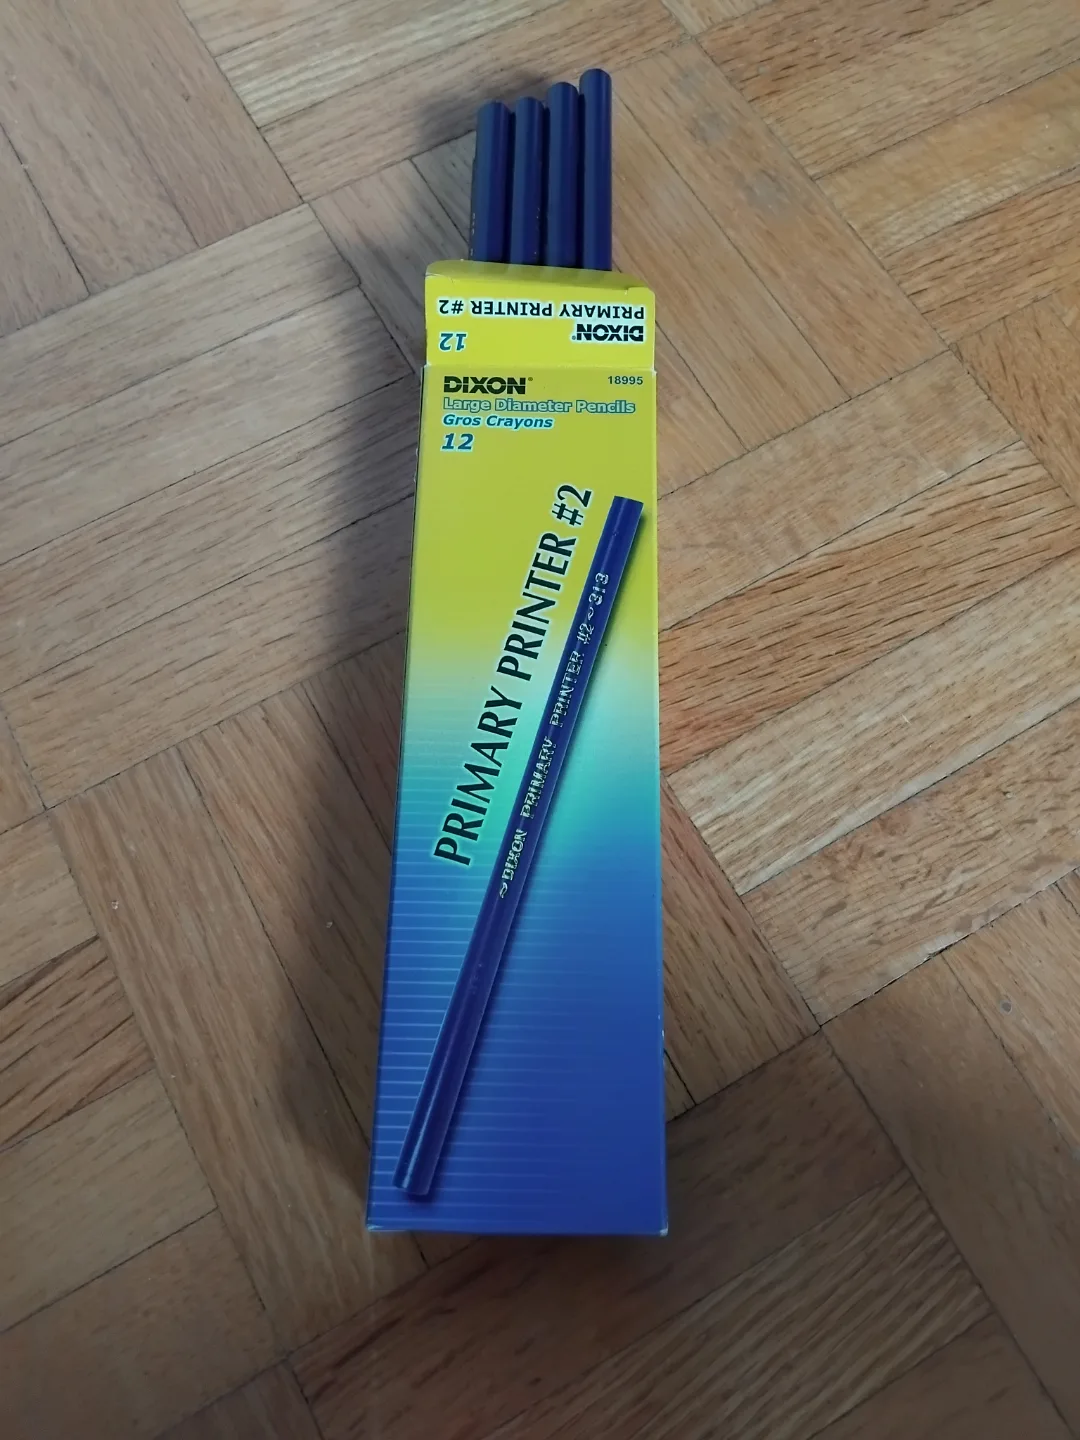 PRIMARY PRINTER #2
DIXON®
12
DIXON®
18995
Large Diameter Pencils
Gros Crayons
12
PRIMARY PRINTER #2
DIXON PRIMARY PRINTER #2 313